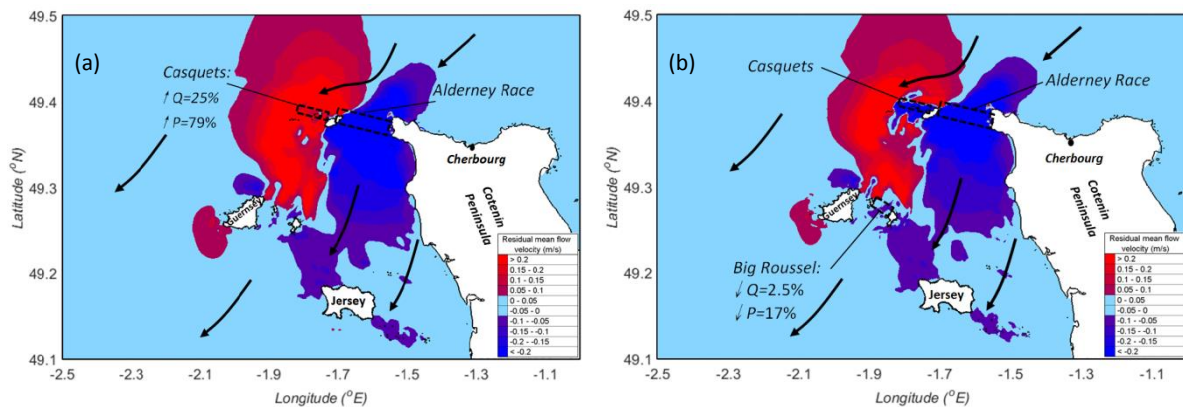 (a)
Casquets:
↑ Q=25%
↑ P=79%
Alderney Race
Cherbourg
Cotenin
Peninsula
Guernsey
Jersey
Residual mean flow
velocity (m/s)
> 0.2
0.15 - 0.2
0.1 - 0.15
0.05 - 0.1
0 - 0.05
-0.05 - 0
-0.1 - -0.05
-0.15 - -0.1
-0.2 - -0.15
< -0.2
49.5
49.4
49.3
49.2
49.1
Latitude (°N)
-2.5 -2.3 -2.1 -1.9 -1.7 -1.5 -1.3 -1.1
Longitude (°E)
(b)
Casquets
Alderney Race
Cherbourg
Cotenin
Peninsula
Guernsey
Big Roussel:
↓ Q=2.5%
↓ P=17%
Jersey
Residual mean flow
velocity (m/s)
> 0.2
0.15 - 0.2
0.1 - 0.15
0.05 - 0.1
0 - 0.05
-0.05 - 0
-0.1 - -0.05
-0.15 - -0.1
-0.2 - -0.15
< -0.2
49.5
49.4
49.3
49.2
49.1
Latitude (°N)
-2.5 -2.3 -2.1 -1.9 -1.7 -1.5 -1.3 -1.1
Longitude (°E)